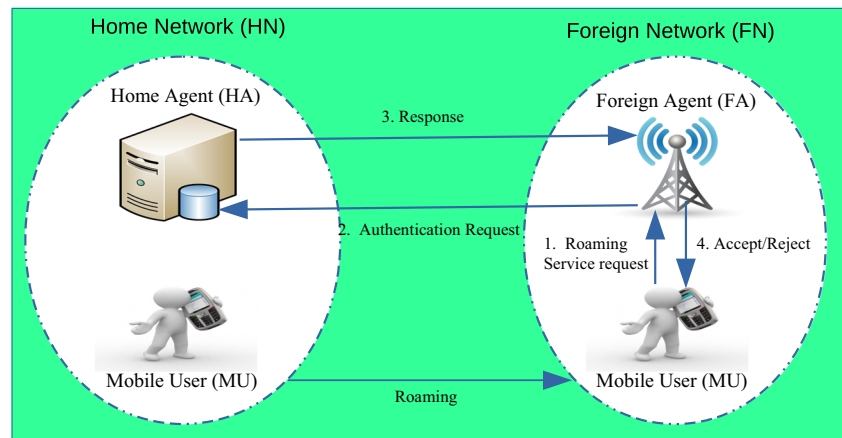 Home Network (HN)
Foreign Network (FN)
Home Agent (HA)
Foreign Agent (FA)
3. Response
2. Authentication Request
1. Roaming
Service request
4. Accept/Reject
Mobile User (MU)
Mobile User (MU)
Roaming